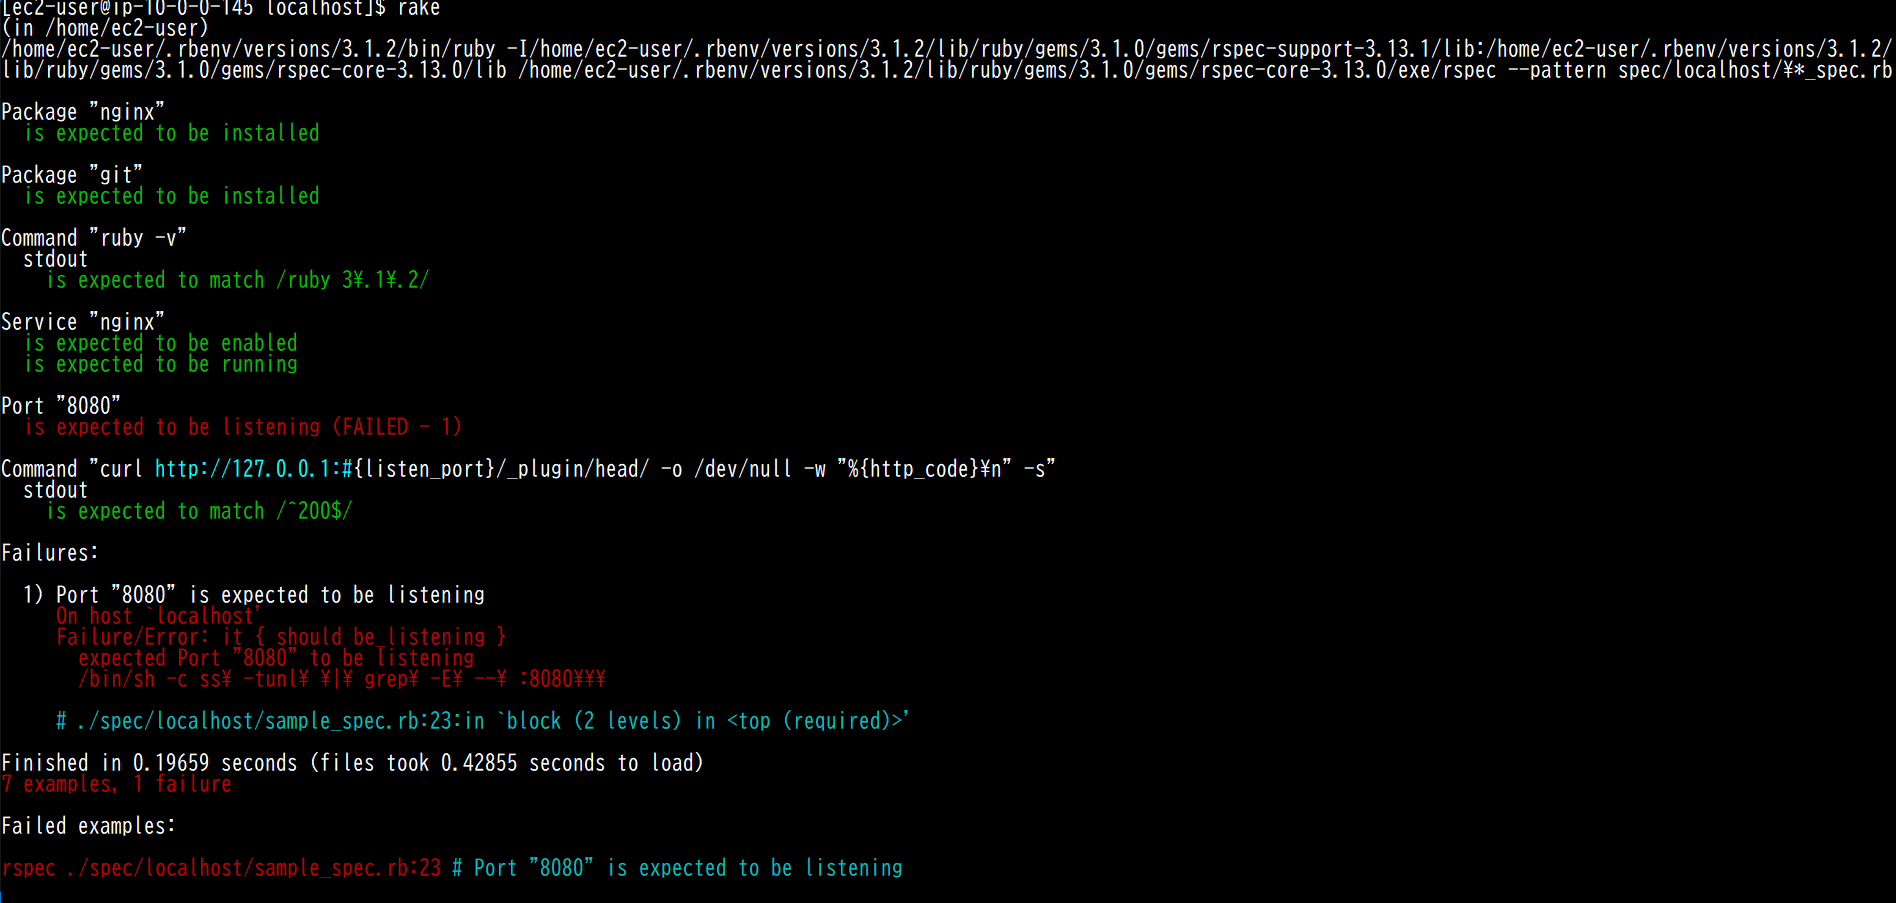 [ec2-user@ip-10-0-0-145 localhost]$ rake
(in /home/ec2-user)
/home/ec2-user/.rbenv/versions/3.1.2/bin/ruby -I/home/ec2-user/.rbenv/versions/3.1.2/lib/ruby/gems/3.1.0/gems/rspec-support-3.13.1/lib:/home/ec2-user/.rbenv/versions/3.1.2/
lib/ruby/gems/3.1.0/gems/rspec-core-3.13.0/lib /home/ec2-user/.rbenv/versions/3.1.2/lib/ruby/gems/3.1.0/gems/rspec-core-3.13.0/exe/rspec --pattern spec/localhost/¥*_spec.rb
Package "nginx"
is expected to be installed
Package "git"
is expected to be installed
Command "ruby -v"
stdout
is expected to match /ruby 3¥.1¥.2/
Service "nginx"
is expected to be enabled
is expected to be running
Port "8080"
is expected to be listening (FAILED - 1)
Command "curl http://127.0.0.1:#{listen_port}/_plugin/head/ -o /dev/null -w "%{http_code}¥n" -s"
stdout
is expected to match /^200$/
Failures:
1) Port "8080" is expected to be listening
On host `localhost'
Failure/Error: it { should be_listening }
expected Port "8080" to be listening
/bin/sh -c ss¥ -tunl¥ ¥|¥ grep¥ -E¥ --¥ :8080¥¥¥
# ./spec/localhost/sample_spec.rb:23:in `block (2 levels) in <top (required)>'
Finished in 0.19659 seconds (files took 0.42855 seconds to load)
7 examples, 1 failure
Failed examples:
rspec ./spec/localhost/sample_spec.rb:23 # Port "8080" is expected to be listening